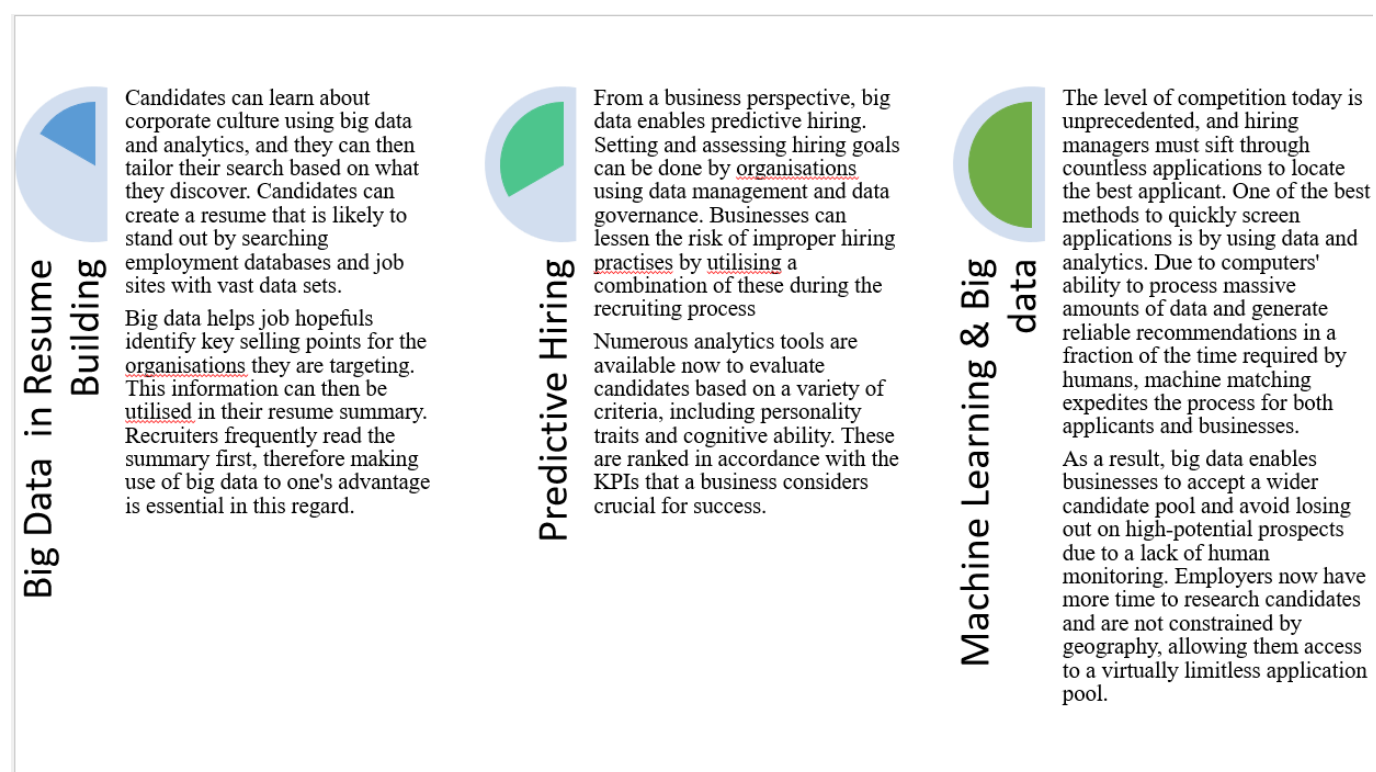 Big Data  in Resume
Building
Candidates can learn about
corporate culture using big data
and analytics, and they can then
tailor their search based on what
they discover. Candidates can
create a resume that is likely to
stand out by searching
employment databases and job
sites with vast data sets.
Big data helps job hopefuls
identify key selling points for the
organisations they are targeting.
This information can then be
utilised in their resume summary.
Recruiters frequently read the
summary first, therefore making
use of big data to one's advantage
is essential in this regard.
Predictive Hiring
From a business perspective, big
data enables predictive hiring.
Setting and assessing hiring goals
can be done by organisations
using data management and data
governance. Businesses can
lessen the risk of improper hiring
practises by utilising a
combination of these during the
recruiting process
Numerous analytics tools are
available now to evaluate
candidates based on a variety of
criteria, including personality
traits and cognitive ability. These
are ranked in accordance with the
KPIs that a business considers
crucial for success.
Machine Learning & Big
data
The level of competition today is
unprecedented, and hiring
managers must sift through
countless applications to locate
the best applicant. One of the best
methods to quickly screen
applications is by using data and
analytics. Due to computers'
ability to process massive
amounts of data and generate
reliable recommendations in a
fraction of the time required by
humans, machine matching
expedites the process for both
applicants and businesses.
As a result, big data enables
businesses to accept a wider
candidate pool and avoid losing
out on high-potential prospects
due to a lack of human
monitoring. Employers now have
more time to research candidates
and are not constrained by
geography, allowing them access
to a virtually limitless application
pool.